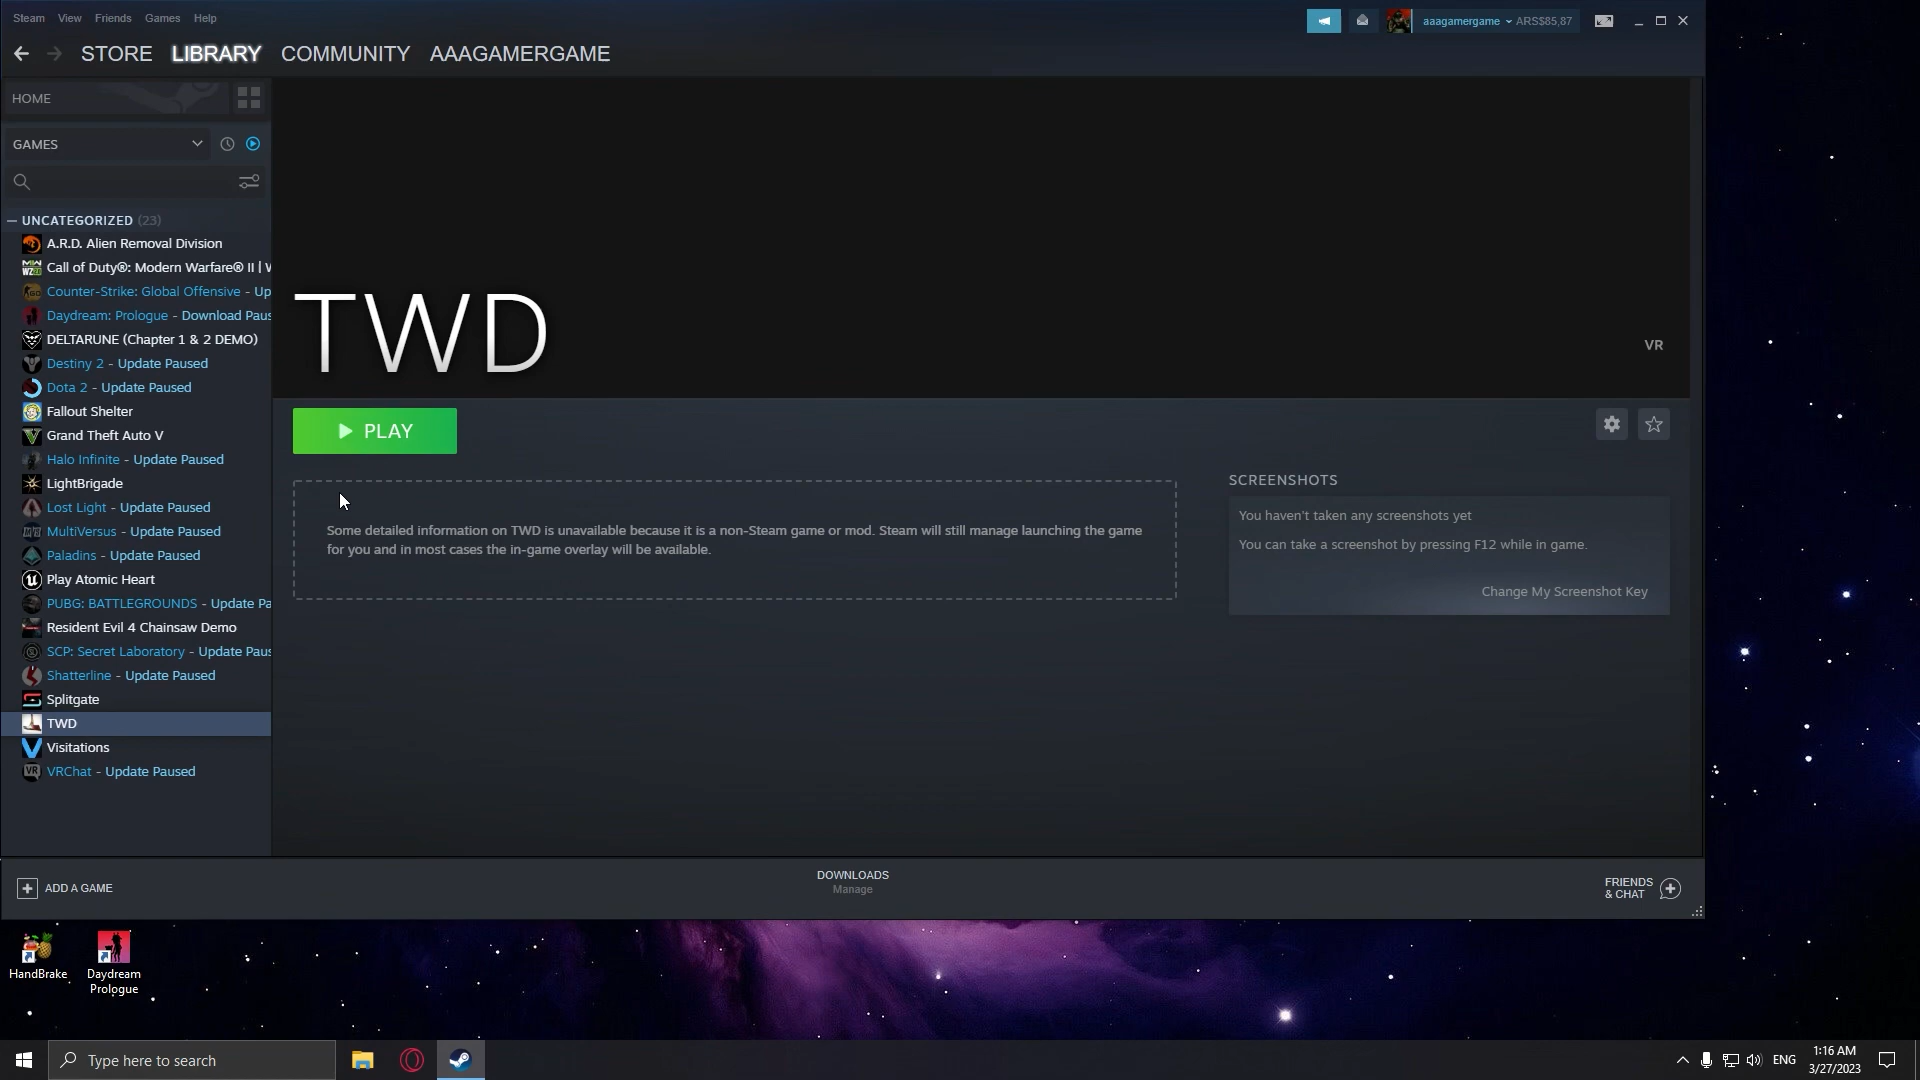 Steam View Friends Games Help
aaagamergame ARS$85,87
STORE LIBRARY COMMUNITY AAAGAMERGAME
HOME
GAMES
UNCATEGORIZED (23)
A.R.D. Alien Removal Division
Call of Duty®: Modern Warfare® II | W
Counter-Strike: Global Offensive - Up
Daydream: Prologue - Download Paus
DELTARUNE (Chapter 1 & 2 DEMO)
Destiny 2 - Update Paused
Dota 2 - Update Paused
Fallout Shelter
Grand Theft Auto V
Halo Infinite - Update Paused
LightBrigade
Lost Light - Update Paused
MultiVersus - Update Paused
Paladins - Update Paused
Play Atomic Heart
PUBG: BATTLEGROUNDS - Update Pa
Resident Evil 4 Chainsaw Demo
SCP: Secret Laboratory - Update Paus
Shatterline - Update Paused
Splitgate
TWD
Visitations
VRChat - Update Paused
TWD
VR
PLAY
Some detailed information on TWD is unavailable because it is a non-Steam game or mod. Steam will still manage launching the game
for you and in most cases the in-game overlay will be available.
SCREENSHOTS
You haven't taken any screenshots yet
You can take a screenshot by pressing F12 while in game.
Change My Screenshot Key
ADD A GAME
DOWNLOADS
Manage
FRIENDS
& CHAT
HandBrake
Daydream
Prologue
Type here to search
ENG
1:16 AM
3/27/2023